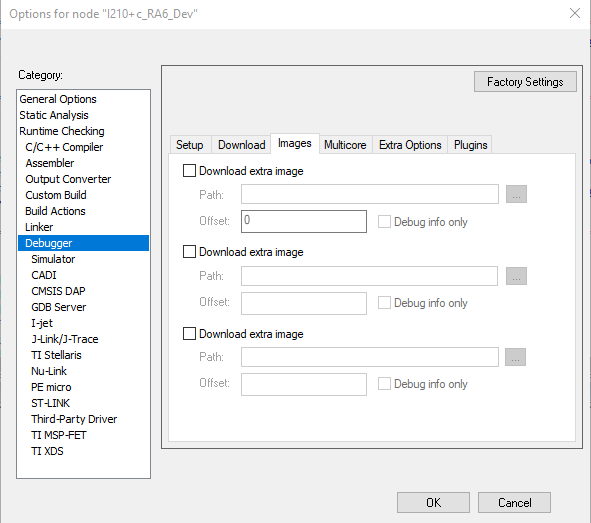 Options for node "I210+c_RA6_Dev"
Category:
Factory Settings
General Options
Static Analysis
Runtime Checking
C/C++ Compiler
Assembler
Output Converter
Custom Build
Build Actions
Linker
Debugger
Simulator
CADI
CMSIS DAP
GDB Server
I-jet
J-Link/J-Trace
TI Stellaris
Nu-Link
PE micro
ST-LINK
Third-Party Driver
TI MSP-FET
TI XDS
Setup Download Images Multicore Extra Options Plugins
Download extra image
Path: ...
Offset: 0 Debug info only
Download extra image
Path: ...
Offset: Debug info only
Download extra image
Path: ...
Offset: Debug info only
OK Cancel